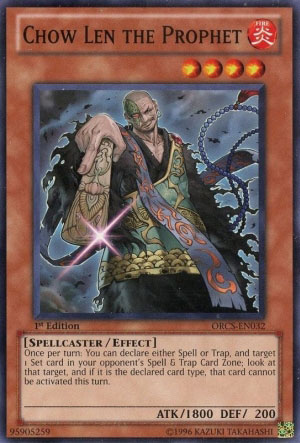 CHOW LEN THE PROPHET
FIRE
炎
1st Edition
ORCS-EN032
[SPELLCASTER / EFFECT]
Once per turn: You can declare either Spell or Trap, and target
1 Set card in your opponent's Spell & Trap Card Zone; look at
that target, and if it is the declared card type, that card cannot
be activated this turn.
ATK/1800 DEF/ 200
95905259
©1996 KAZUKI TAKAHASHI